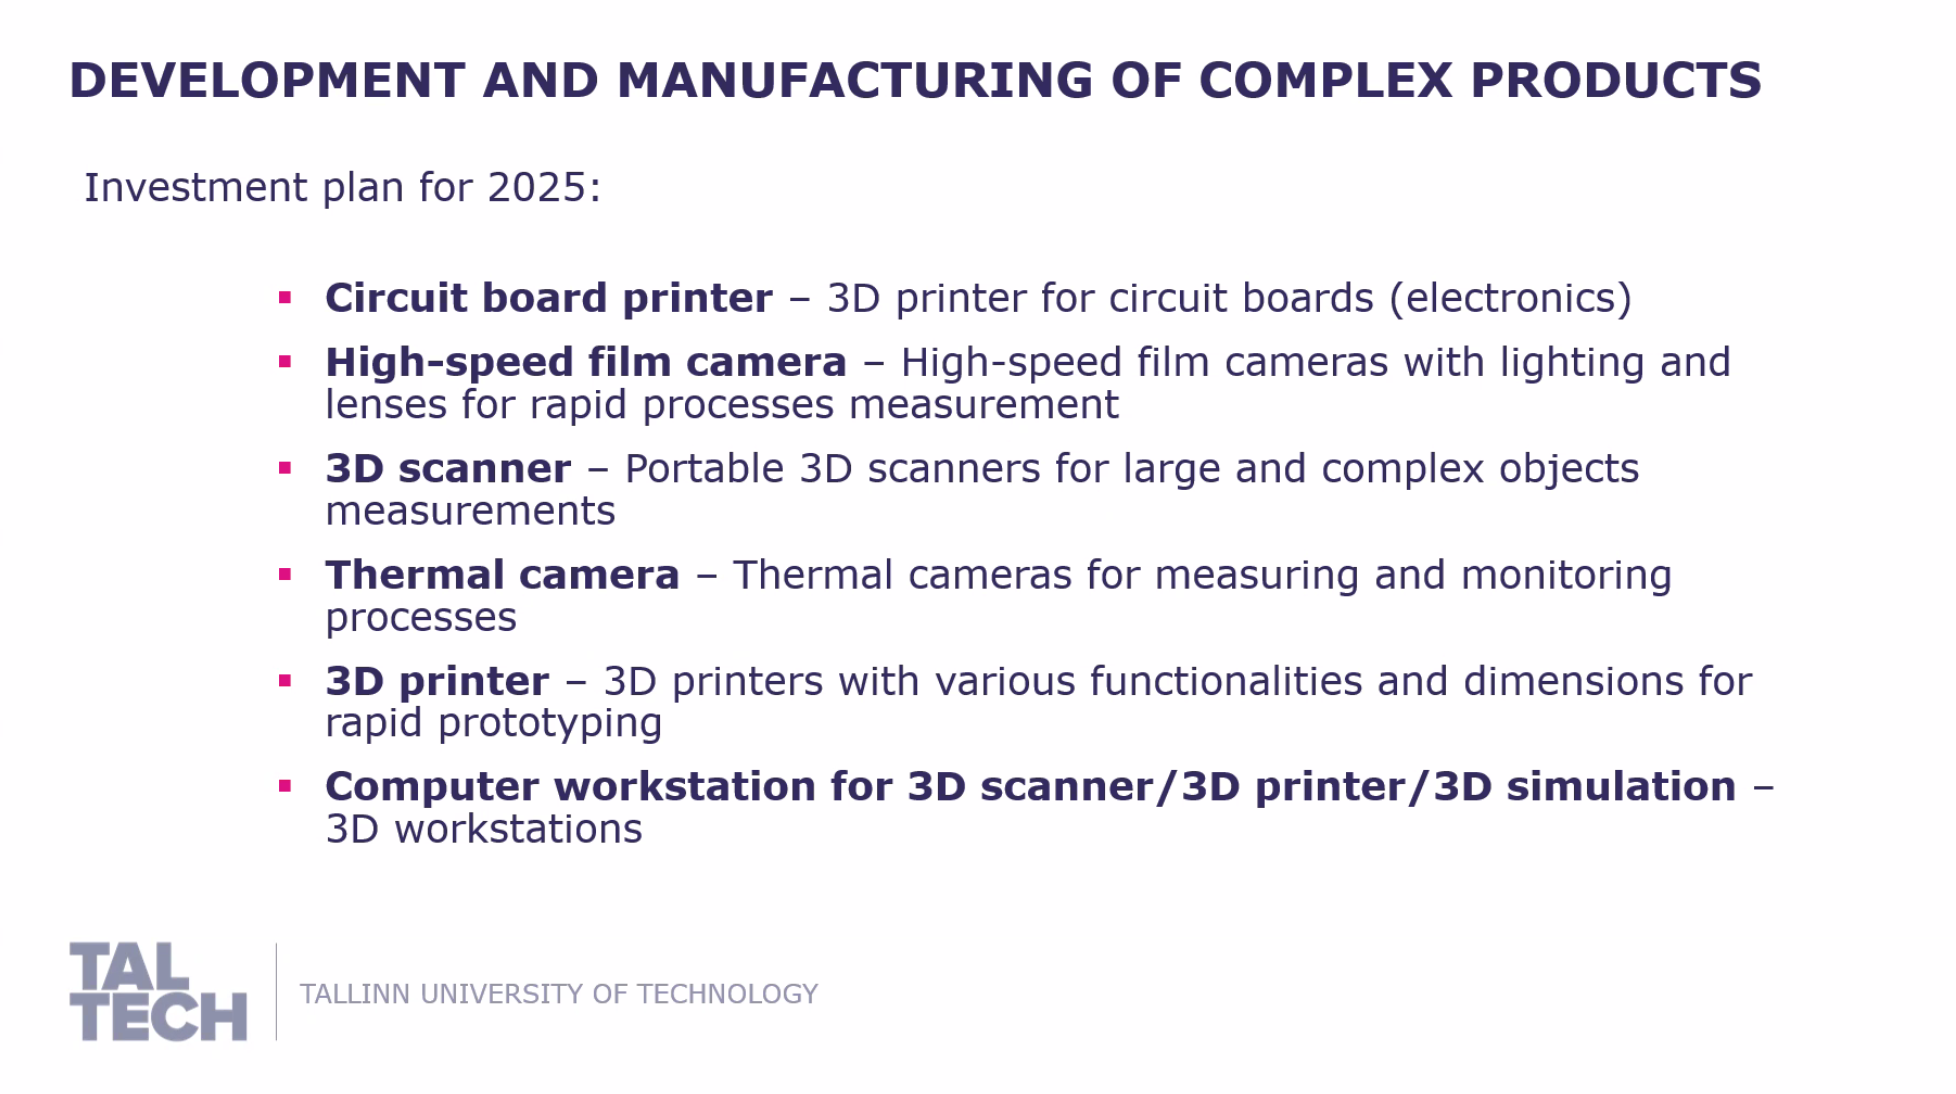 DEVELOPMENT AND MANUFACTURING OF COMPLEX PRODUCTS
Investment plan for 2025:
▪ Circuit board printer – 3D printer for circuit boards (electronics)
▪ High-speed film camera – High-speed film cameras with lighting and
lenses for rapid processes measurement
▪ 3D scanner – Portable 3D scanners for large and complex objects
measurements
▪ Thermal camera – Thermal cameras for measuring and monitoring
processes
▪ 3D printer – 3D printers with various functionalities and dimensions for
rapid prototyping
▪ Computer workstation for 3D scanner/3D printer/3D simulation –
3D workstations
TAL
TECH
TALLINN UNIVERSITY OF TECHNOLOGY